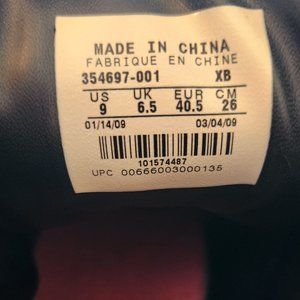 MADE IN CHINA
FABRIQUE EN CHINE
354697-001 XB
US UK EUR CM
9 6.5 40.5 26
01/14/09 03/04/09
101574487
UPC 00666003000135